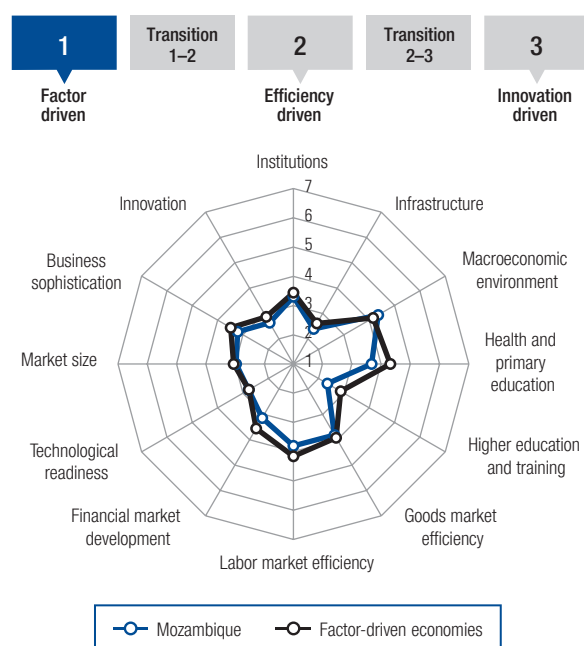 1
Transition
1–2
2
Transition
2–3
3
Factor
driven
Efficiency
driven
Innovation
driven
Institutions
7
6
5
4
3
2
1
Infrastructure
Macroeconomic
environment
Health and
primary
education
Higher education
and training
Goods market
efficiency
Labor market efficiency
Financial market
development
Technological
readiness
Market size
Business
sophistication
Innovation
Mozambique
Factor-driven economies